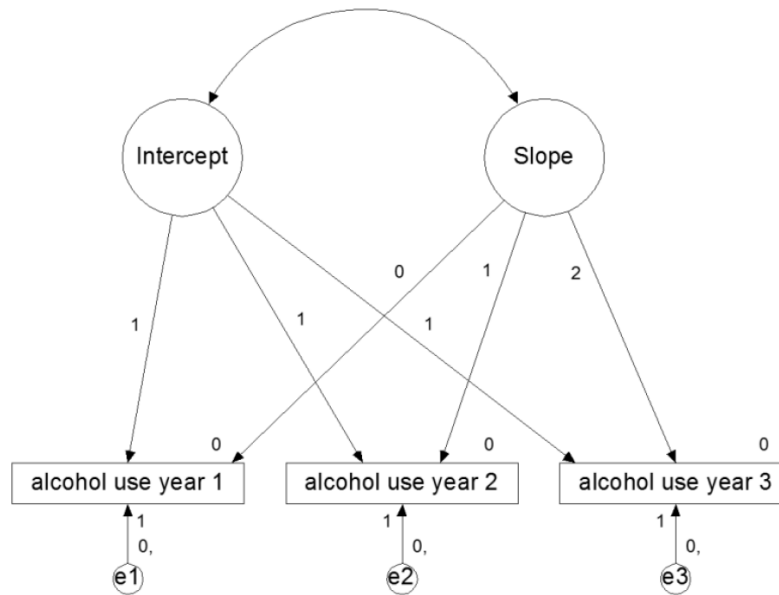 Intercept
Slope
0
1
2
1
1
1
0
0
0
alcohol use year 1
alcohol use year 2
alcohol use year 3
1
1
1
0,
0,
0,
e1
e2
e3